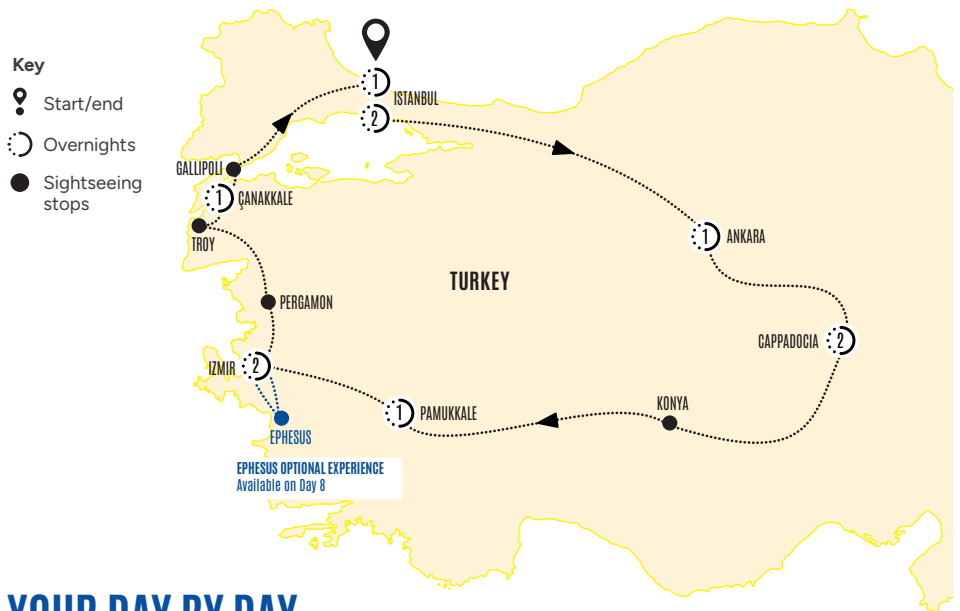 Key
Start/end
Overnights
Sightseeing
stops
1
ISTANBUL
2
GALLIPOLI
1
ÇANAKKALE
TROY
1
ANKARA
TURKEY
PERGAMON
CAPPADOCIA
2
IZMIR
2
KONYA
1
PAMUKKALE
EPHESUS
EPHESUS OPTIONAL EXPERIENCE
Available on Day 8
YOUR DAY BY DAY